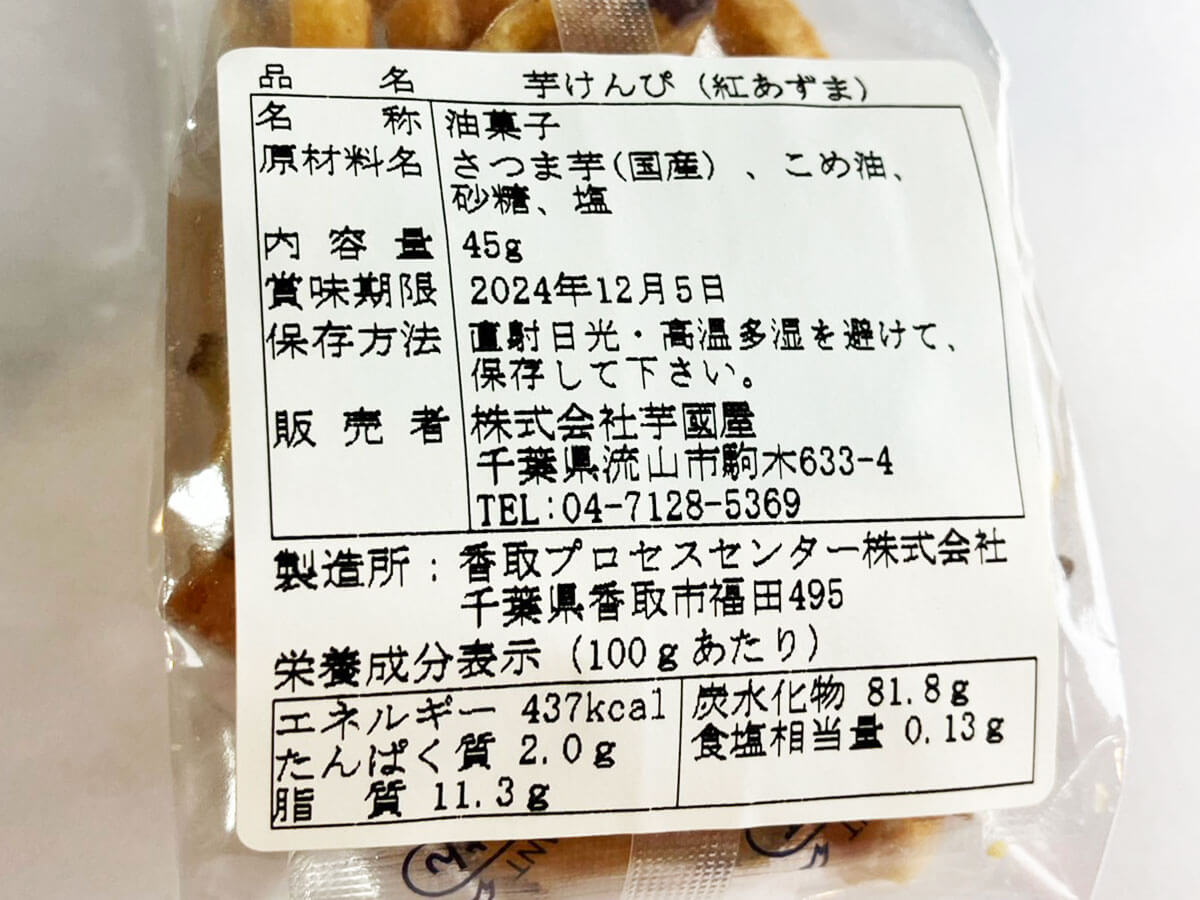 品名 芋けんぴ（紅あずま）
名称 油菓子
原材料名 さつま芋(国産)、こめ油、
砂糖、塩
内容量 45g
賞味期限 2024年12月5日
保存方法 直射日光・高温多湿を避けて、
保存して下さい。
販売者 株式会社芋國屋
千葉県流山市駒木633-4
TEL:04-7128-5369
製造所：香取プロセスセンター株式会社
千葉県香取市福田495
栄養成分表示（100gあたり）
エネルギー 437kcal
たんぱく質 2.0g
脂質 11.3g
炭水化物 81.8g
食塩相当量 0.13g